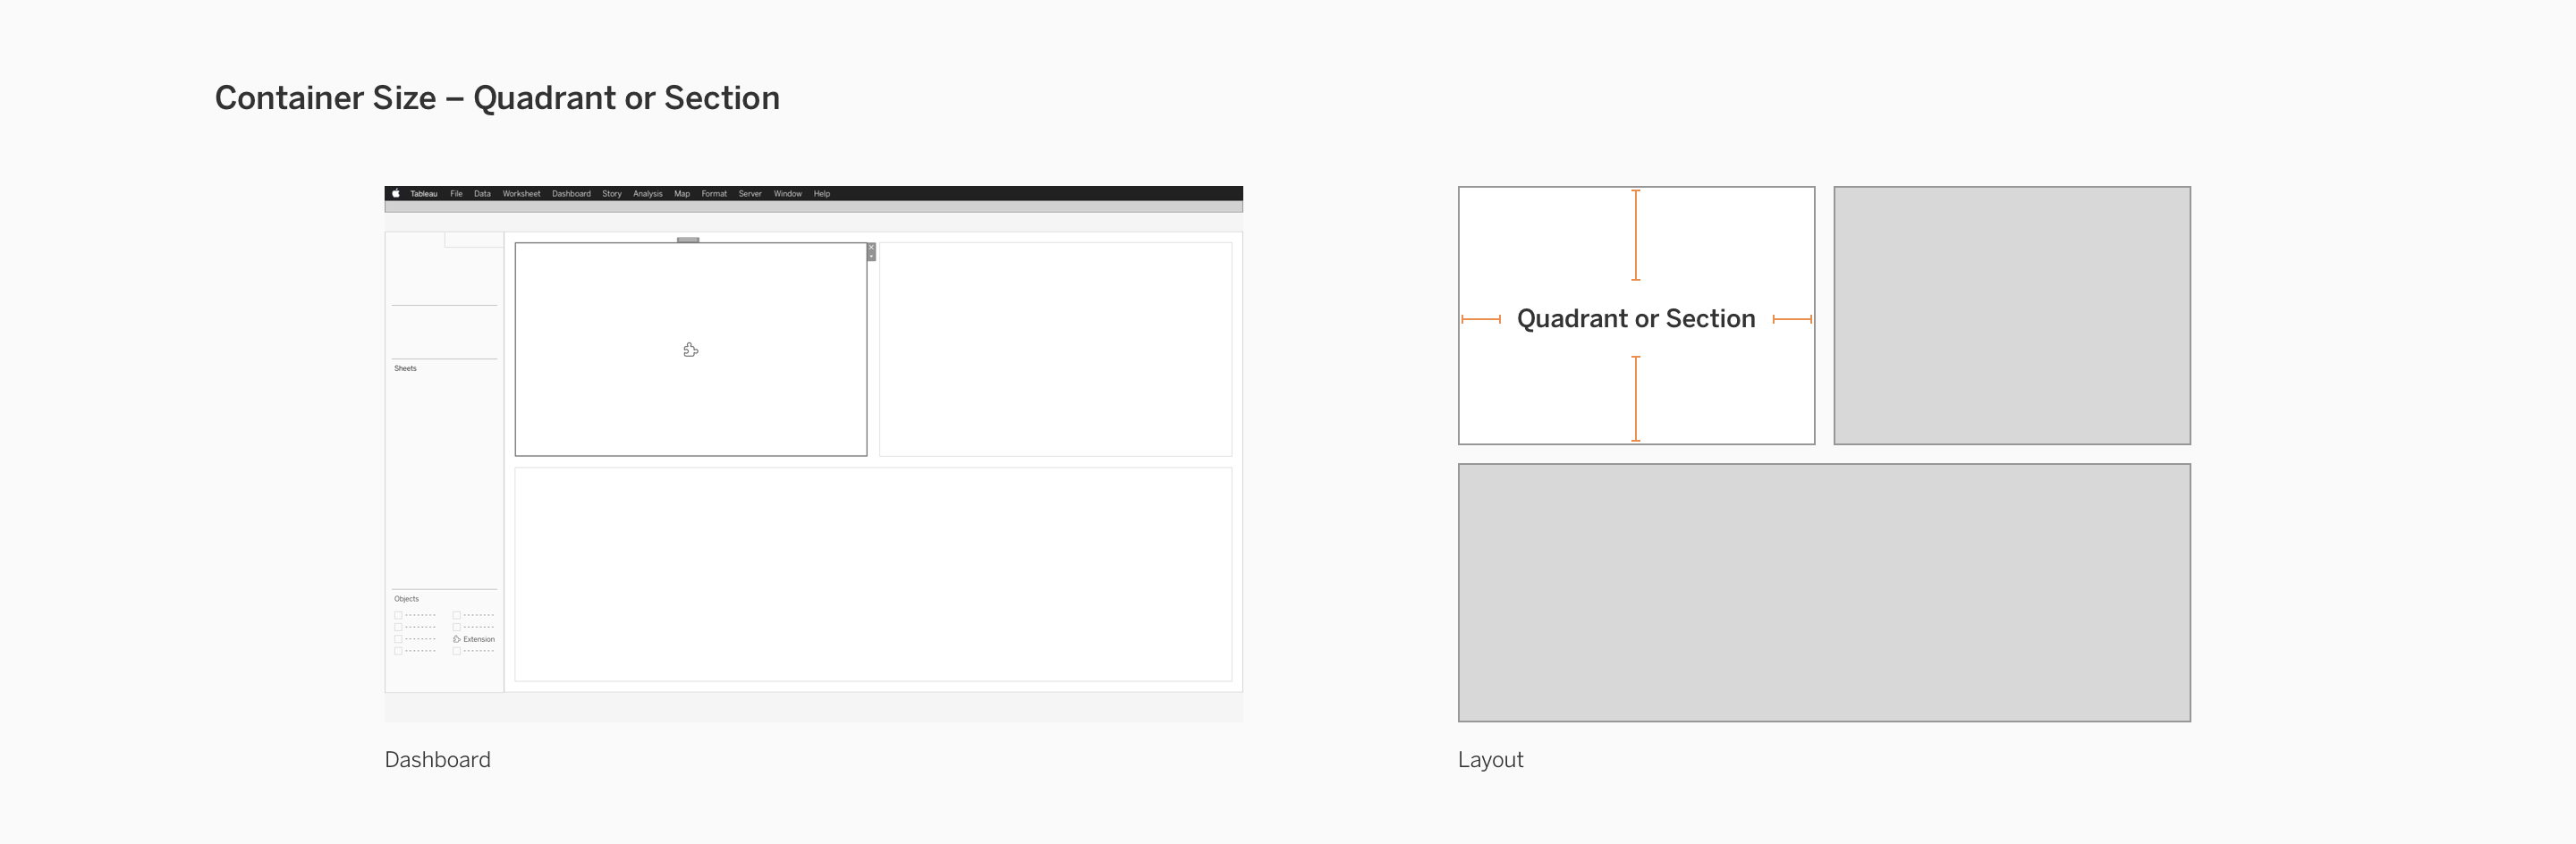 Container Size – Quadrant or Section
Tableau File Data Worksheet Dashboard Story Analysis Map Format Server Window Help
Sheets
Objects
Extension
Dashboard
Quadrant or Section
Layout